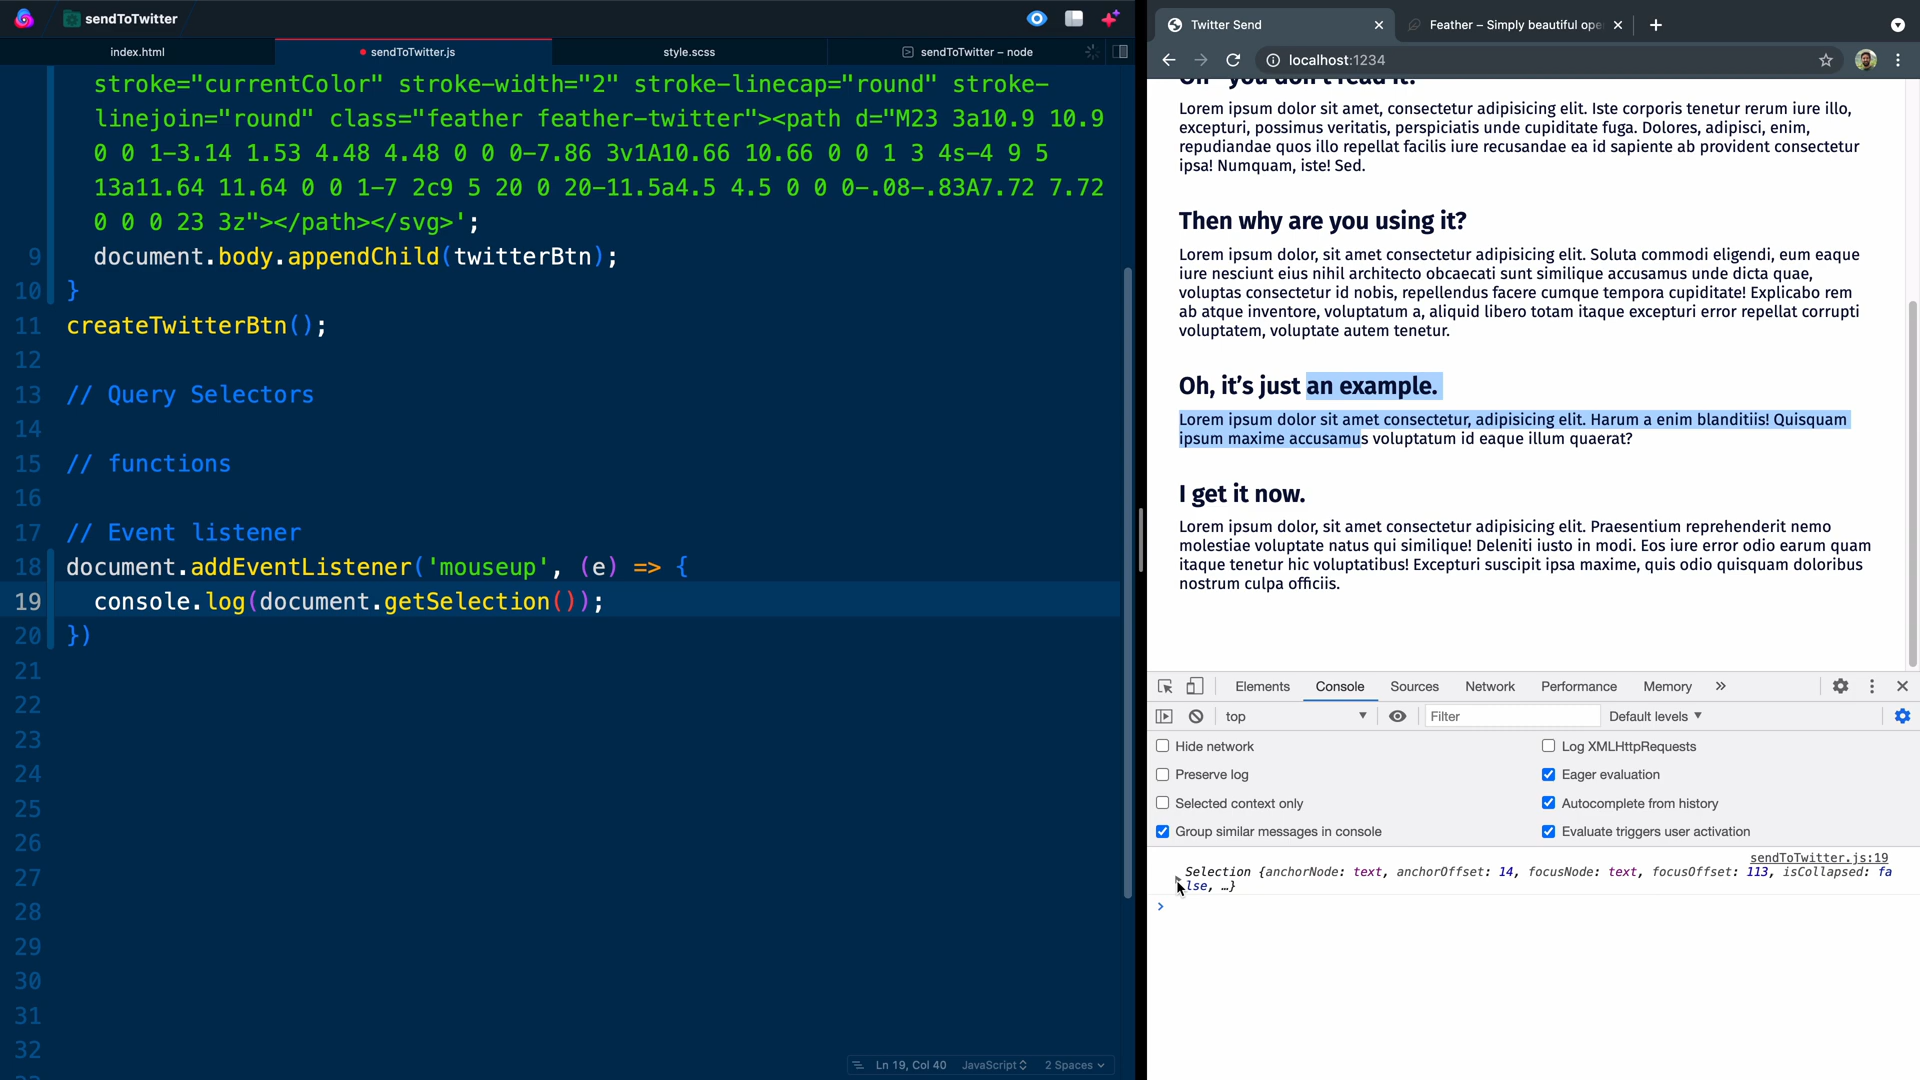 sendToTwitter
index.html
sendToTwitter.js
style.scss
sendToTwitter – node
stroke="currentColor" stroke-width="2" stroke-linecap="round" stroke-
linejoin="round" class="feather feather-twitter"><path d="M23 3a10.9 10.9
0 0 1-3.14 1.53 4.48 4.48 0 0 0-7.86 3v1A10.66 10.66 0 0 1 3 4s-4 9 5
13a11.64 11.64 0 0 1-7 2c9 5 20 0 20-11.5a4.5 4.5 0 0 0-.08-.83A7.72 7.72
0 0 0 23 3z"></path></svg>';
9 document.body.appendChild(twitterBtn);
10 }
11 createTwitterBtn();
12
13 // Query Selectors
14
15 // functions
16
17 // Event listener
18 document.addEventListener('mouseup', (e) => {
19 console.log(document.getSelection());
20 })
21
22
23
24
25
26
27
28
29
30
31
32
Ln 19, Col 40
JavaScript
2 Spaces
Twitter Send
Feather – Simply beautiful ope
localhost:1234
Oh - you don't read it?
Lorem ipsum dolor sit amet, consectetur adipisicing elit. Iste corporis tenetur rerum iure illo,
excepturi, possimus veritatis, perspiciatis unde cupiditate fuga. Dolores, adipisci, enim,
repudiandae quos illo repellat facilis iure recusandae ea id sapiente ab provident consectetur
ipsa! Numquam, iste! Sed.
Then why are you using it?
Lorem ipsum dolor, sit amet consectetur adipisicing elit. Soluta commodi eligendi, eum eaque
iure nesciunt eius nihil architecto obcaecati sunt similique accusamus unde dicta quae,
voluptas consectetur id nobis, repellendus facere cumque tempora cupiditate! Explicabo rem
ab atque inventore, voluptatum a, aliquid libero totam itaque excepturi error repellat corrupti
voluptatem, voluptate autem tenetur.
Oh, it’s just an example.
Lorem ipsum dolor sit amet consectetur, adipisicing elit. Harum a enim blanditiis! Quisquam
ipsum maxime accusamus voluptatum id eaque illum quaerat?
I get it now.
Lorem ipsum dolor, sit amet consectetur adipisicing elit. Praesentium reprehenderit nemo
molestiae voluptate natus qui similique! Deleniti iusto in modi. Eos iure error odio earum quam
itaque tenetur hic voluptatibus! Excepturi suscipit ipsa maxime, quis odio quisquam doloribus
nostrum culpa officiis.
Elements
Console
Sources
Network
Performance
Memory
top
Filter
Default levels
Hide network
Log XMLHttpRequests
Preserve log
Eager evaluation
Selected context only
Autocomplete from history
Group similar messages in console
Evaluate triggers user activation
sendToTwitter.js:19
Selection {anchorNode: text, anchorOffset: 14, focusNode: text, focusOffset: 113, isCollapsed: fa
lse, …}